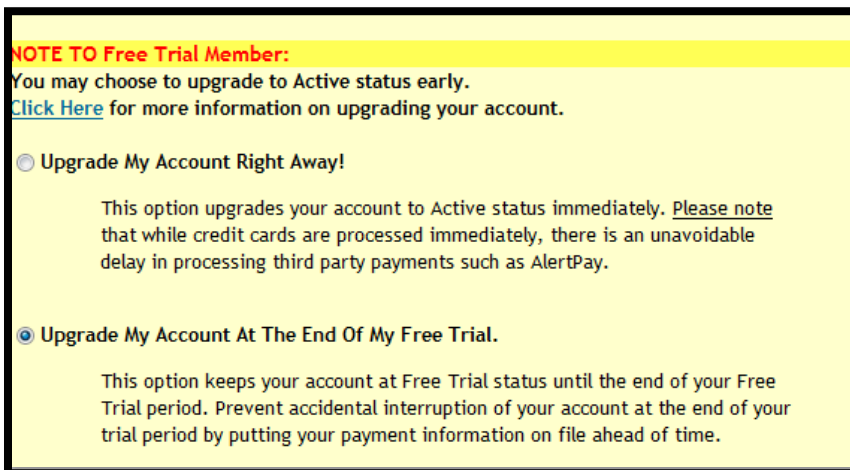 NOTE TO Free Trial Member:
You may choose to upgrade to Active status early.
Click Here for more information on upgrading your account.
Upgrade My Account Right Away!
This option upgrades your account to Active status immediately. Please note
that while credit cards are processed immediately, there is an unavoidable
delay in processing third party payments such as AlertPay.
Upgrade My Account At The End Of My Free Trial.
This option keeps your account at Free Trial status until the end of your Free
Trial period. Prevent accidental interruption of your account at the end of your
trial period by putting your payment information on file ahead of time.